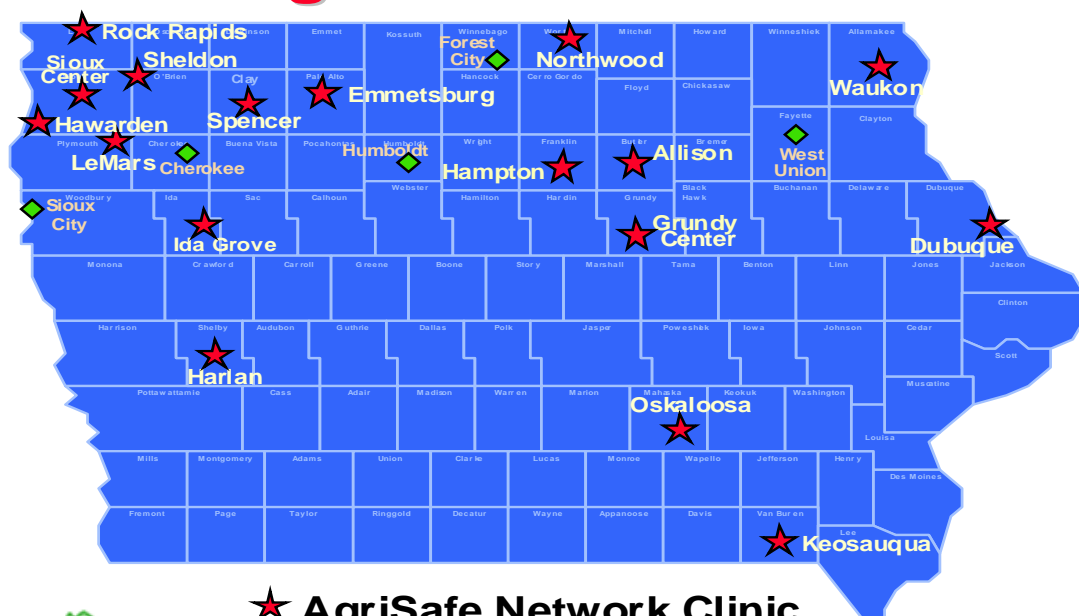 Rock Rapids
Emmet
Kossuth
Winnebago
Mitchell
Howard
Winneshiek
Allamakee
Forest
City
Northwood
Sioux
Center
Sheldon
O'Brien
Clay
Palo Alto
Hancock
Cerro Gordo
Floyd
Chickasaw
Waukon
Emmetsburg
Hawarden
Spencer
Fayette
Clayton
Plymouth
Cherokee
Buena Vista
Pocahontas
Humboldt
Humboldt
Wright
Franklin
Butler
Bremer
LeMars
Cherokee
Hampton
Allison
West
Union
Webster
Woodbury
Ida
Sac
Calhoun
Hamilton
Hardin
Grundy
Black
Hawk
Buchanan
Delaware
Dubuque
Sioux
City
Ida Grove
Grundy
Center
Dubuque
Monona
Crawford
Carroll
Greene
Boone
Story
Marshall
Tama
Benton
Linn
Jones
Jackson
Clinton
Harrison
Shelby
Audubon
Guthrie
Dallas
Polk
Jasper
Poweshiek
Iowa
Johnson
Cedar
Scott
Harlan
Pottawattamie
Cass
Adair
Madison
Warren
Marion
Mahaska
Keokuk
Washington
Muscatine
Oskaloosa
Louisa
Mills
Montgomery
Adams
Union
Clarke
Lucas
Monroe
Wapello
Jefferson
Henry
Des Moines
Fremont
Page
Taylor
Ringgold
Decatur
Wayne
Appanoose
Davis
Van Buren
Lee
Keosauqua
AgriSafe Network Clinic